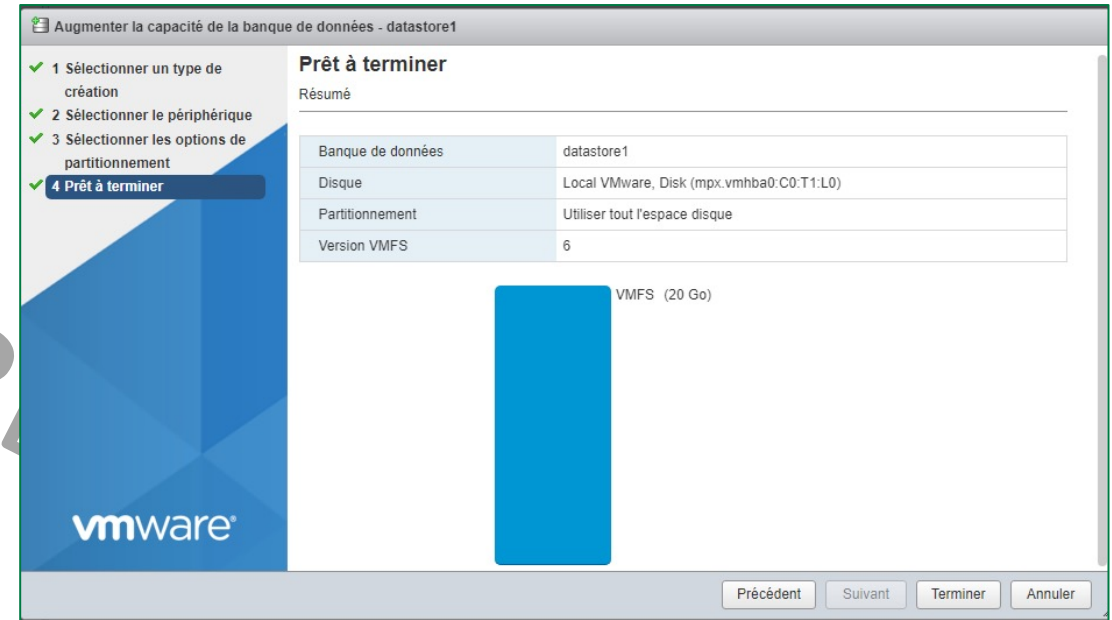 Augmenter la capacité de la banque de données - datastore1
1 Sélectionner un type de
création
2 Sélectionner le périphérique
3 Sélectionner les options de
partitionnement
4 Prêt à terminer
Prêt à terminer
Résumé
Banque de données datastore1
Disque Local VMware, Disk (mpx.vmhba0:C0:T1:L0)
Partitionnement Utiliser tout l'espace disque
Version VMFS 6
VMFS (20 Go)
vmware®
Précédent Suivant Terminer Annuler